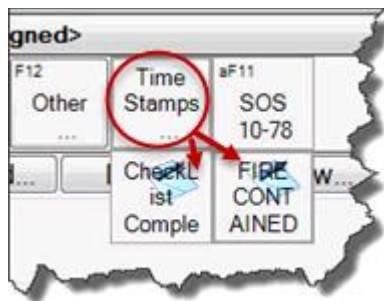 gned>
F12
Other
...
Time
Stamps
...
aF11
SOS
10-78
...
CheckL
ist
Comple
FIRE
CONT
AINED
w...